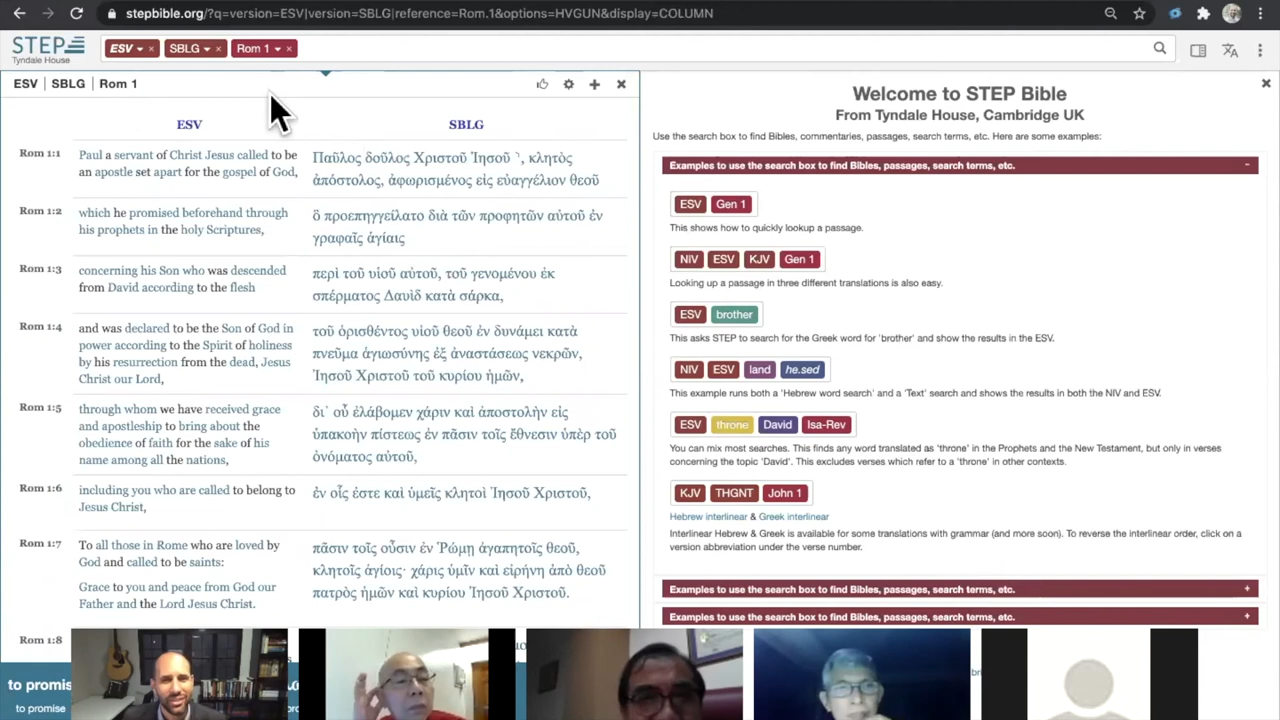 stepbible.org/?q=version=ESV|version=SBLG|reference=Rom.1&options=HVGUN&display=COLUMN
STEP
Tyndale House
ESV × SBLG × Rom 1 ×
ESV | SBLG | Rom 1
ESV SBLG
Rom 1:1
Paul a servant of Christ Jesus called to be
an apostle set apart for the gospel of God,
Παῦλος δοῦλος Χριστοῦ Ἰησοῦ ⸃, κλητὸς
ἀπόστολος, ἀφωρισμένος εἰς εὐαγγέλιον θεοῦ
Rom 1:2
which he promised beforehand through
his prophets in the holy Scriptures,
ὃ προεπηγγείλατο διὰ τῶν προφητῶν αὐτοῦ ἐν
γραφαῖς ἁγίαις
Rom 1:3
concerning his Son who was descended
from David according to the flesh
περὶ τοῦ υἱοῦ αὐτοῦ, τοῦ γενομένου ἐκ
σπέρματος Δαυὶδ κατὰ σάρκα,
Rom 1:4
and was declared to be the Son of God in
power according to the Spirit of holiness
by his resurrection from the dead, Jesus
Christ our Lord,
τοῦ ὁρισθέντος υἱοῦ θεοῦ ἐν δυνάμει κατὰ
πνεῦμα ἁγιωσύνης ἐξ ἀναστάσεως νεκρῶν,
Ἰησοῦ Χριστοῦ τοῦ κυρίου ἡμῶν,
Rom 1:5
through whom we have received grace
and apostleship to bring about the
obedience of faith for the sake of his
name among all the nations,
δι᾽ οὗ ἐλάβομεν χάριν καὶ ἀποστολὴν εἰς
ὑπακοὴν πίστεως ἐν πᾶσιν τοῖς ἔθνεσιν ὑπὲρ τοῦ
ὀνόματος αὐτοῦ,
Rom 1:6
including you who are called to belong to
Jesus Christ,
ἐν οἷς ἐστε καὶ ὑμεῖς κλητοὶ Ἰησοῦ Χριστοῦ,
Rom 1:7
To all those in Rome who are loved by
God and called to be saints:
Grace to you and peace from God our
Father and the Lord Jesus Christ.
πᾶσιν τοῖς οὖσιν ἐν Ῥώμῃ ἀγαπητοῖς θεοῦ,
κλητοῖς ἁγίοις· χάρις ὑμῖν καὶ εἰρήνη ἀπὸ θεοῦ
πατρὸς ἡμῶν καὶ κυρίου Ἰησοῦ Χριστοῦ.
Rom 1:8
to promis
to promise
Welcome to STEP Bible
From Tyndale House, Cambridge UK
Use the search box to find Bibles, commentaries, passages, search terms, etc. Here are some examples:
Examples to use the search box to find Bibles, passages, search terms, etc. -
ESV Gen 1
This shows how to quickly lookup a passage.
NIV ESV KJV Gen 1
Looking up a passage in three different translations is also easy.
ESV brother
This asks STEP to search for the Greek word for 'brother' and show the results in the ESV.
NIV ESV land he.sed
This example runs both a 'Hebrew word search' and a 'Text' search and shows the results in both the NIV and ESV.
ESV throne David Isa-Rev
You can mix most searches. This finds any word translated as 'throne' in the Prophets and the New Testament, but only in verses
concerning the topic 'David'. This excludes verses which refer to a 'throne' in other contexts.
KJV THGNT John 1
Hebrew interlinear & Greek interlinear
Interlinear Hebrew & Greek is available for some translations with grammar (and more soon). To reverse the interlinear order, click on a
version abbreviation under the verse number.
Examples to use the search box to find Bibles, passages, search terms, etc. +
Examples to use the search box to find Bibles, passages, search terms, etc. +